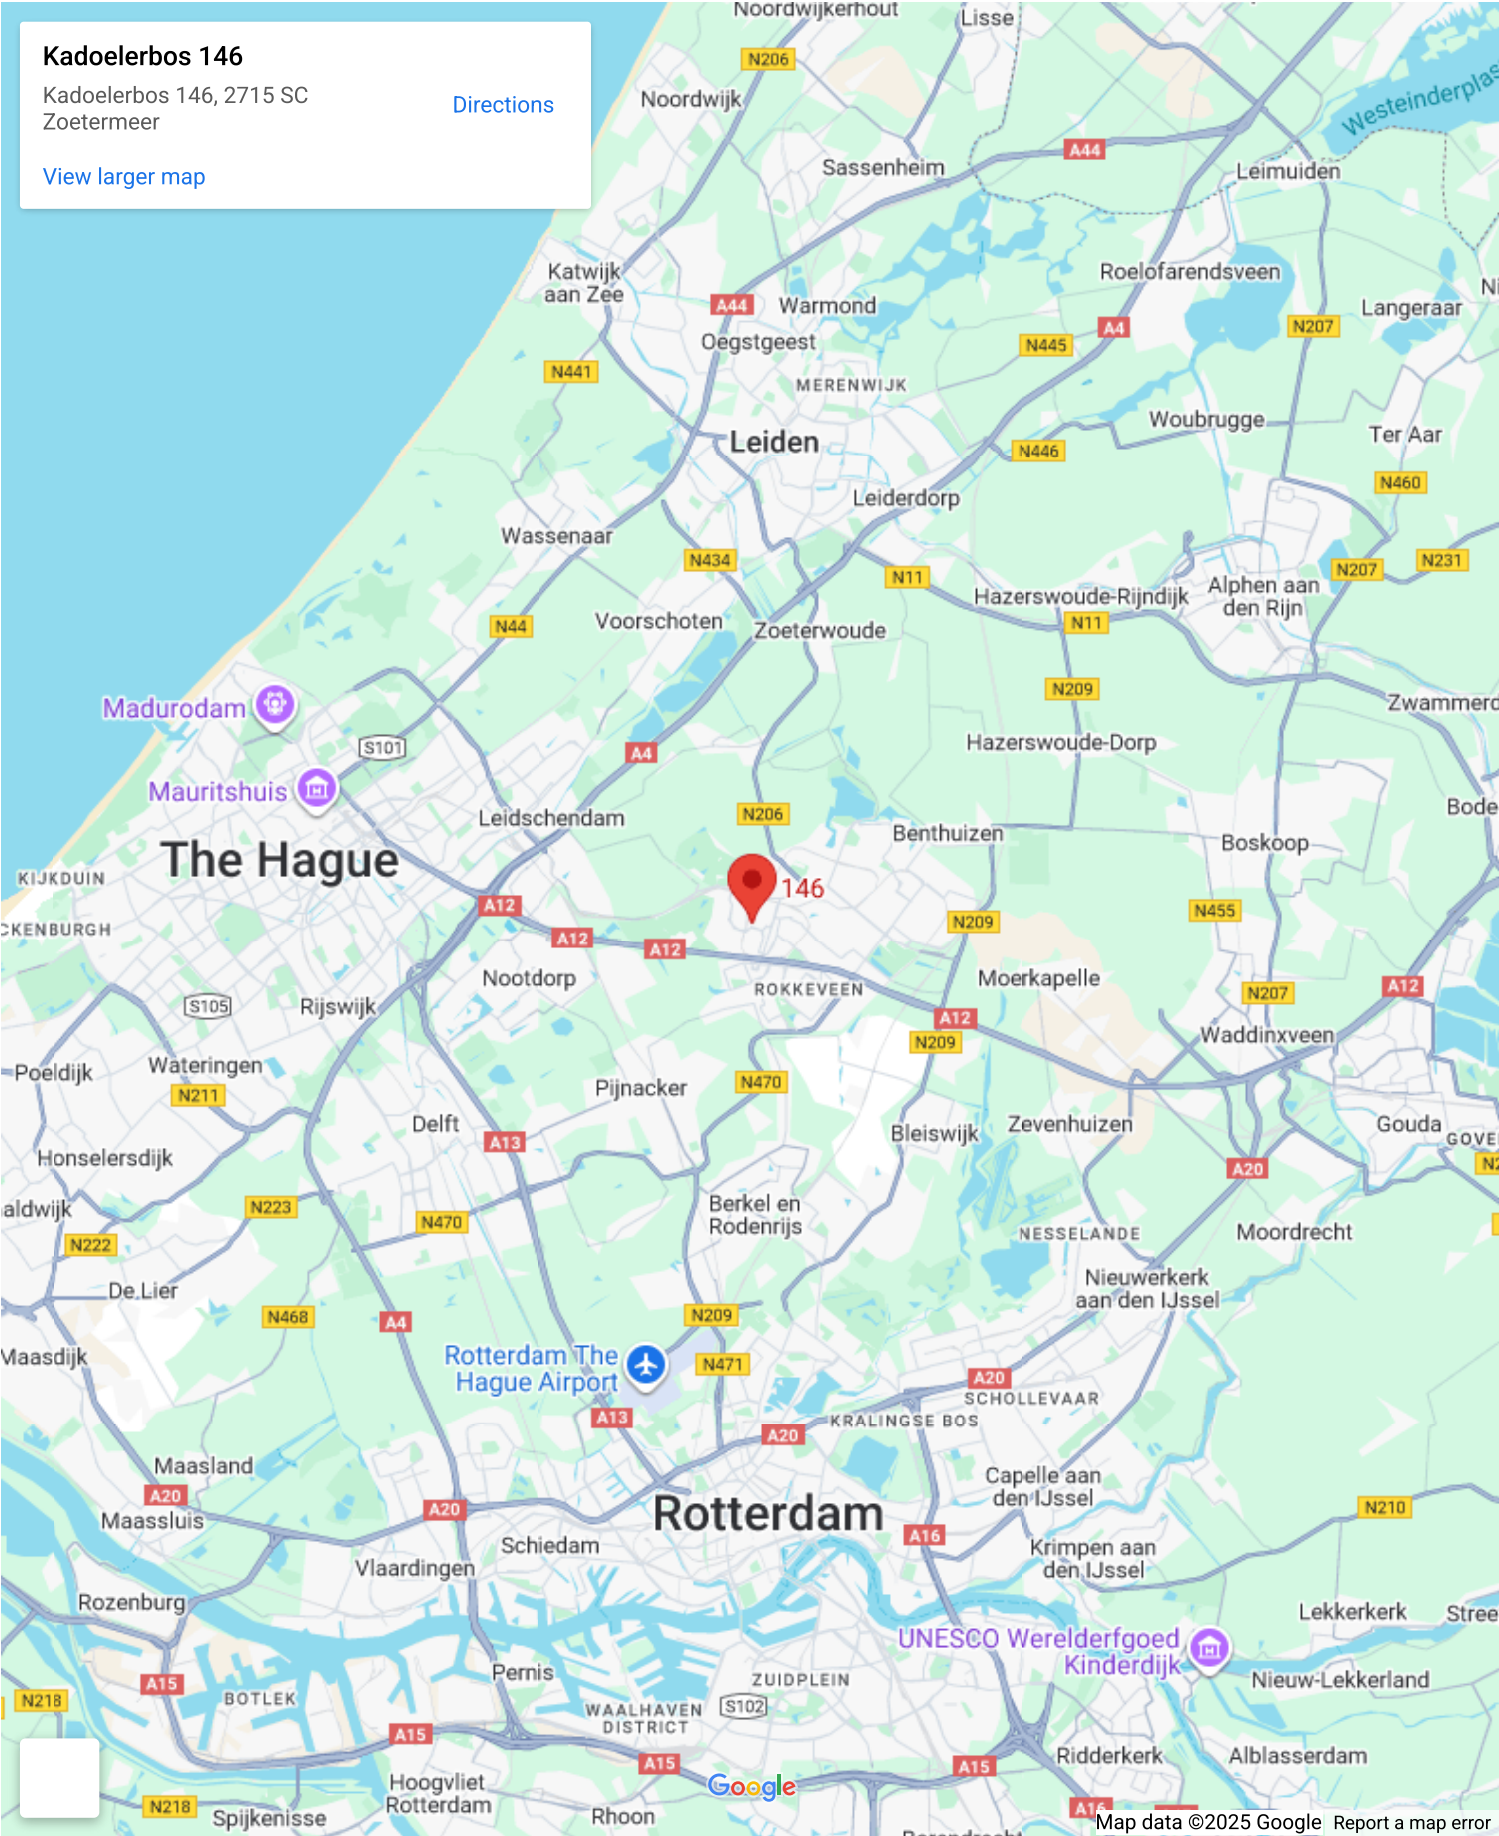 Kadoelerbos 146
Kadoelerbos 146, 2715 SC
Zoetermeer
Directions
View larger map
Noordwijkerhout
Lisse
N206
Noordwijk
Westeinderplas
A44
Sassenheim
Leimuiden
Katwijk
aan Zee
Roelofarendsveen
A44
Warmond
Langeraar
N207
A4
Oegstgeest
N445
N441
MERENWIJK
Woubrugge
Leiden
Ter Aar
N446
N460
Leiderdorp
Wassenaar
N434
N231
N207
N11
Alphen aan
den Rijn
Hazerswoude-Rijndijk
N44
Voorschoten
Zoeterwoude
N11
N209
Zwammerd
Madurodam
S101
A4
Hazerswoude-Dorp
Mauritshuis
Leidschendam
N206
Benthuizen
Bode
Boskoop
The Hague
KIJKDUIN
146
A12
N209
N455
CKENBURGH
A12
A12
Nootdorp
ROKKEVEEN
Moerkapelle
A12
N207
S105
Rijswijk
A12
Waddinxveen
N209
Poeldijk
Wateringen
N470
Pijnacker
N211
Delft
Bleiswijk
Zevenhuizen
Gouda
GOVE
A13
Honselersdijk
A20
aldwijk
N223
Berkel en
Rodenrijs
N470
NESSELANDE
Moordrecht
N222
De Lier
Nieuwerkerk
aan den IJssel
N468
A4
N209
Maasdijk
Rotterdam The
Hague Airport
N471
A20
SCHOLLEVAAR
A13
KRALINGSE BOS
A20
Maasland
Capelle aan
den IJssel
A20
Maassluis
A20
Rotterdam
N210
Schiedam
A16
Vlaardingen
Krimpen aan
den IJssel
Rozenburg
Lekkerkerk
Stree
UNESCO Werelderfgoed
Kinderdijk
Pernis
ZUIDPLEIN
Nieuw-Lekkerland
A15
N218
BOTLEK
WAALHAVEN
DISTRICT
S102
A15
Ridderkerk
Alblasserdam
A15
A15
Google
Hoogvliet
Rotterdam
N218
Spijkenisse
Rhoon
A16
Map data ©2025 Google
Report a map error